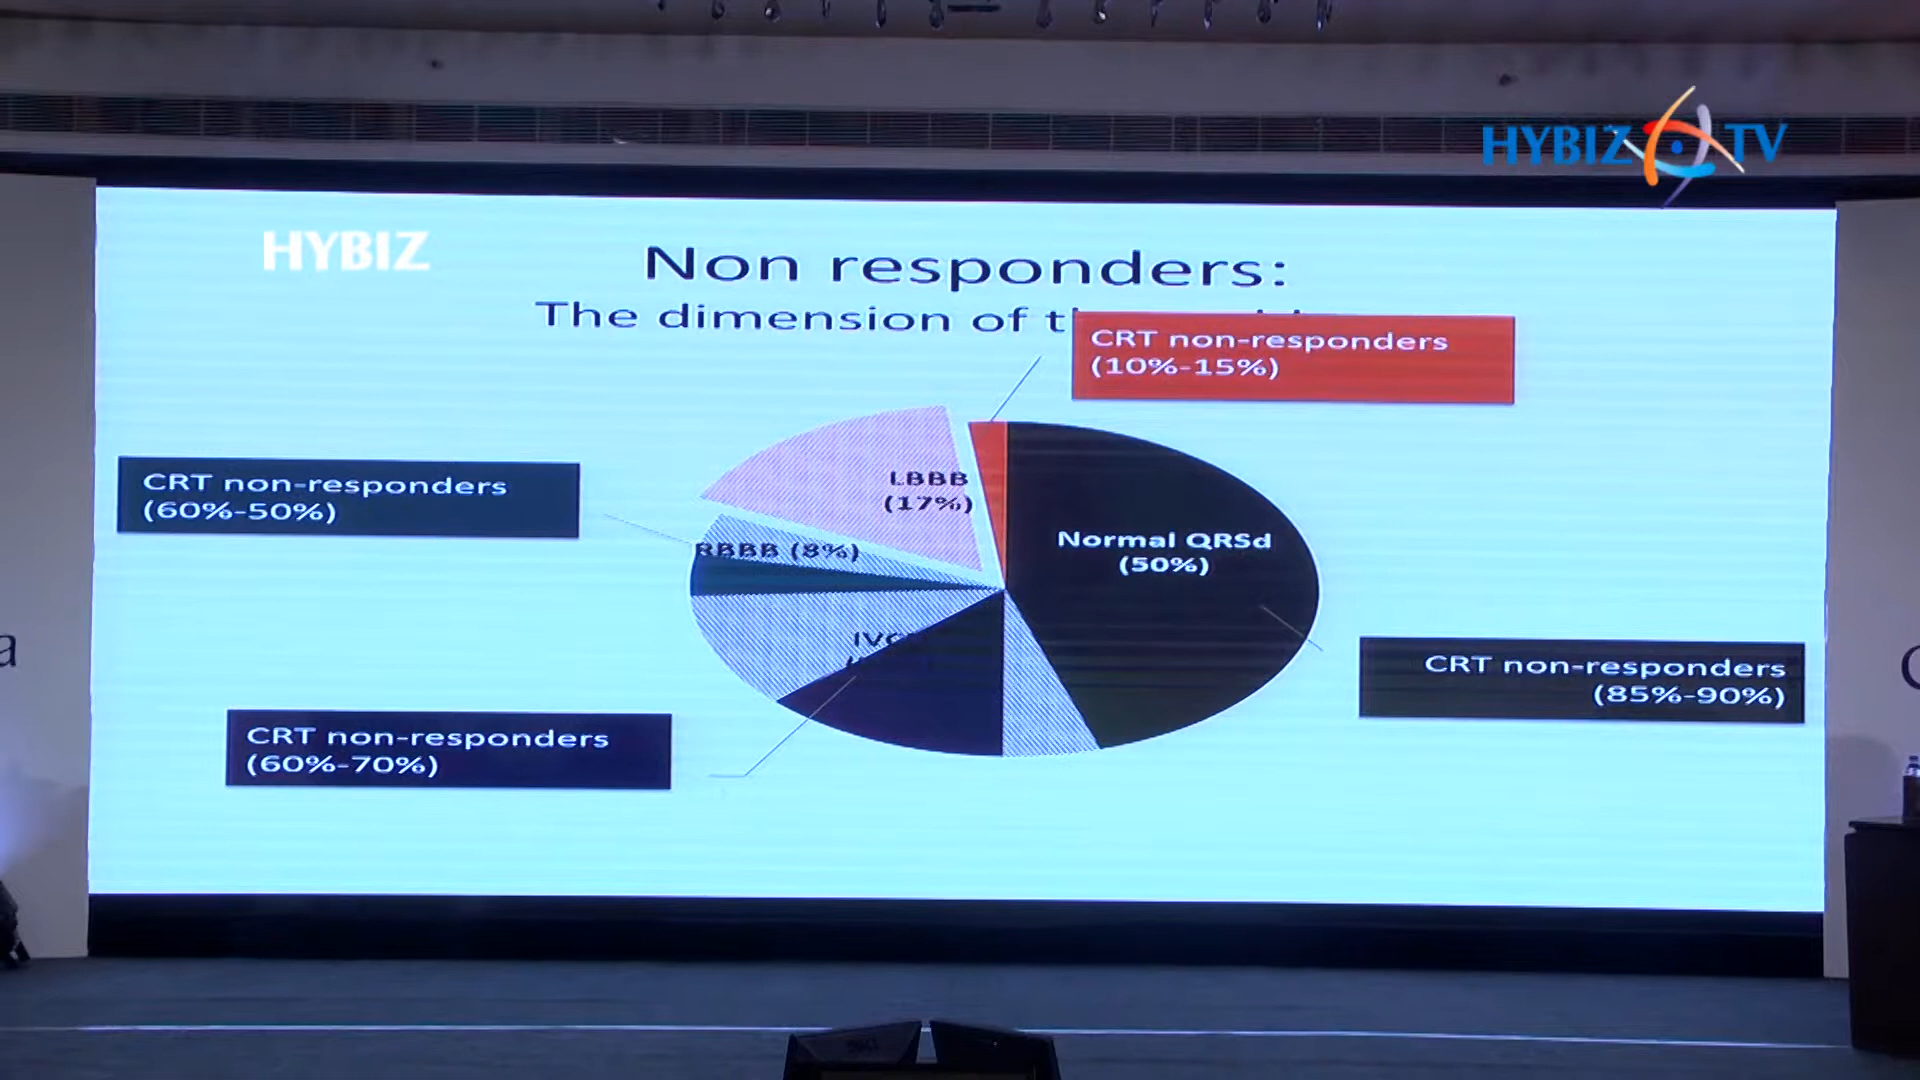 HYBIZ TV
HYBIZ
Non responders:
The dimension of
CRT non-responders
(10%-15%)
CRT non-responders
(60%-50%)
LBBB
(17%)
RBBB (8%)
Normal QRSd
(50%)
CRT non-responders
(85%-90%)
CRT non-responders
(60%-70%)
a